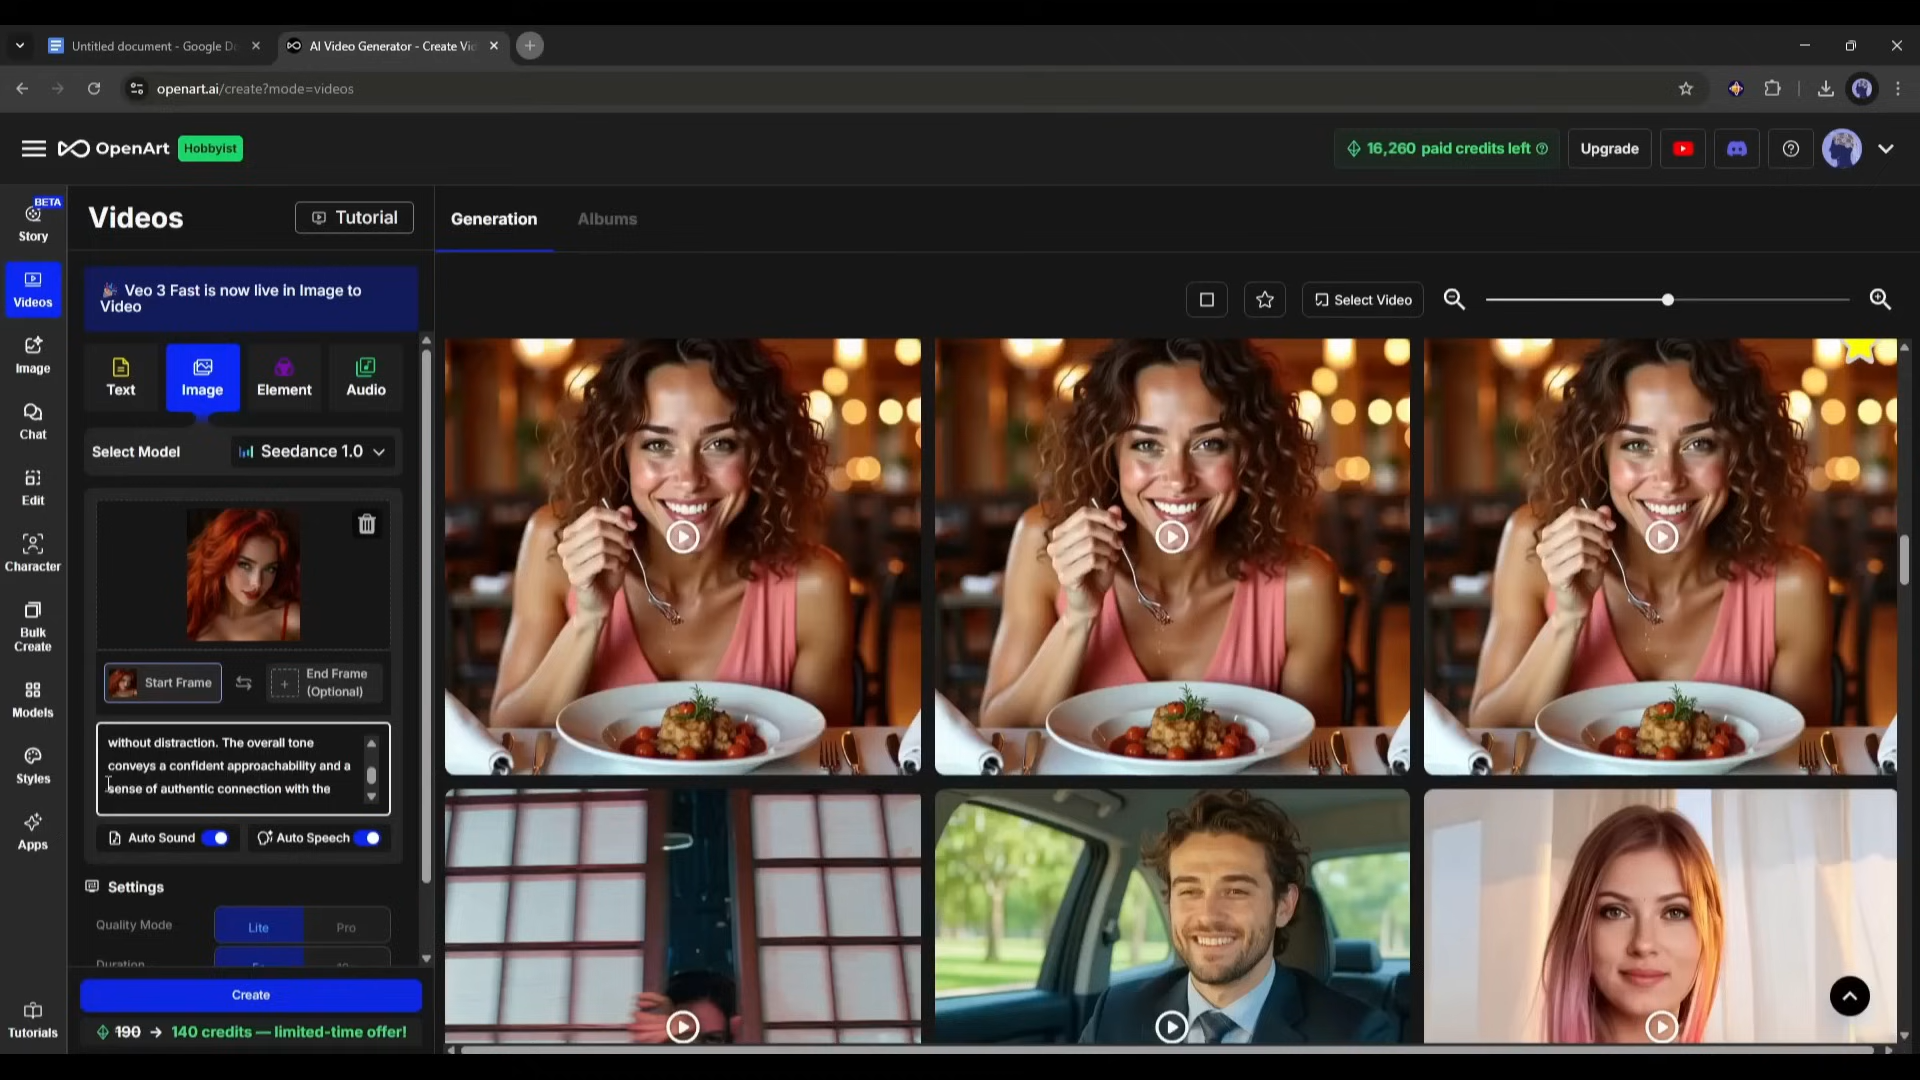 Untitled document - Google D
AI Video Generator - Create Vi
openart.ai/create?mode=videos
OpenArt
Hobbyist
16,260 paid credits left
Upgrade
BETA
Story
Videos
Image
Chat
Edit
Character
Bulk
Create
Models
Styles
Apps
Tutorials
Videos
Tutorial
Veo 3 Fast is now live in Image to
Video
Text
Image
Element
Audio
Select Model
Seedance 1.0
Start Frame
End Frame
(Optional)
without distraction. The overall tone
conveys a confident approachability and a
sense of authentic connection with the
Auto Sound
Auto Speech
Settings
Quality Mode
Lite
Pro
Duration
Create
190 → 140 credits — limited-time offer!
Generation
Albums
Select Video